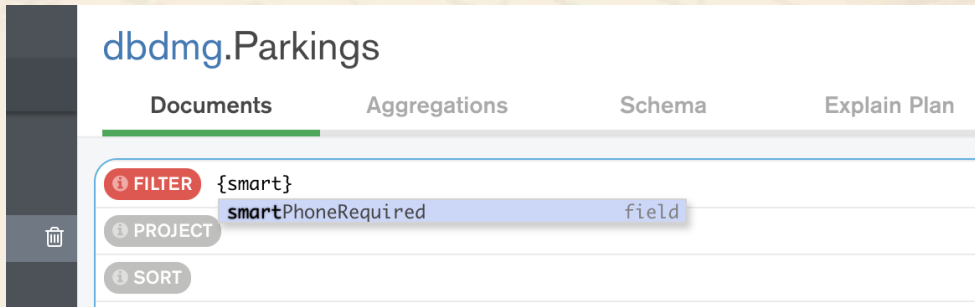 dbdmg.Parkings
Documents Aggregations Schema Explain Plan
FILTER {smart}
smartPhoneRequired field
PROJECT
SORT